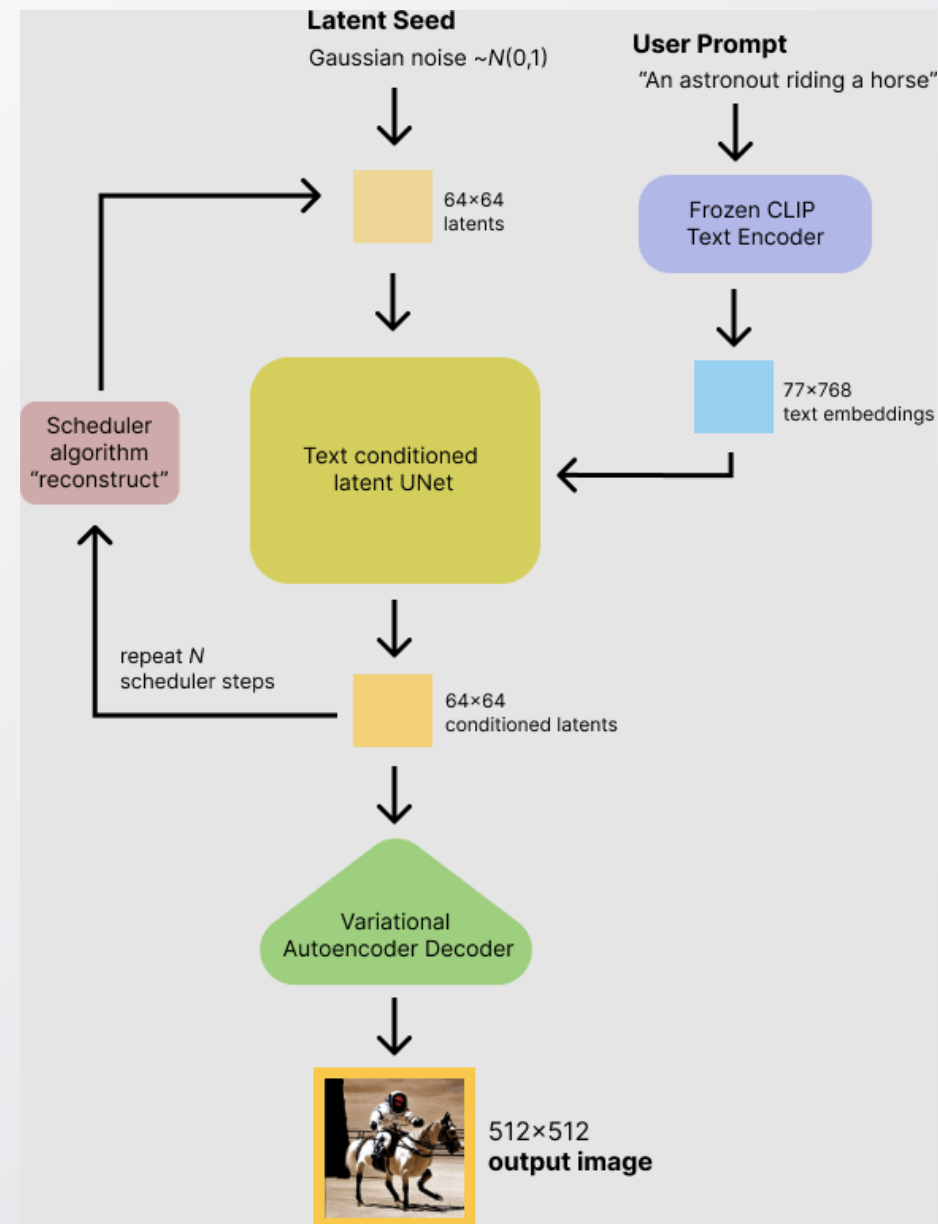 Latent Seed
Gaussian noise ~N(0,1)
User Prompt
“An astronout riding a horse”
64×64
latents
Frozen CLIP
Text Encoder
77×768
text embeddings
Scheduler
algorithm
“reconstruct”
Text conditioned
latent UNet
repeat N
scheduler steps
64×64
conditioned latents
Variational
Autoencoder Decoder
512×512
output image